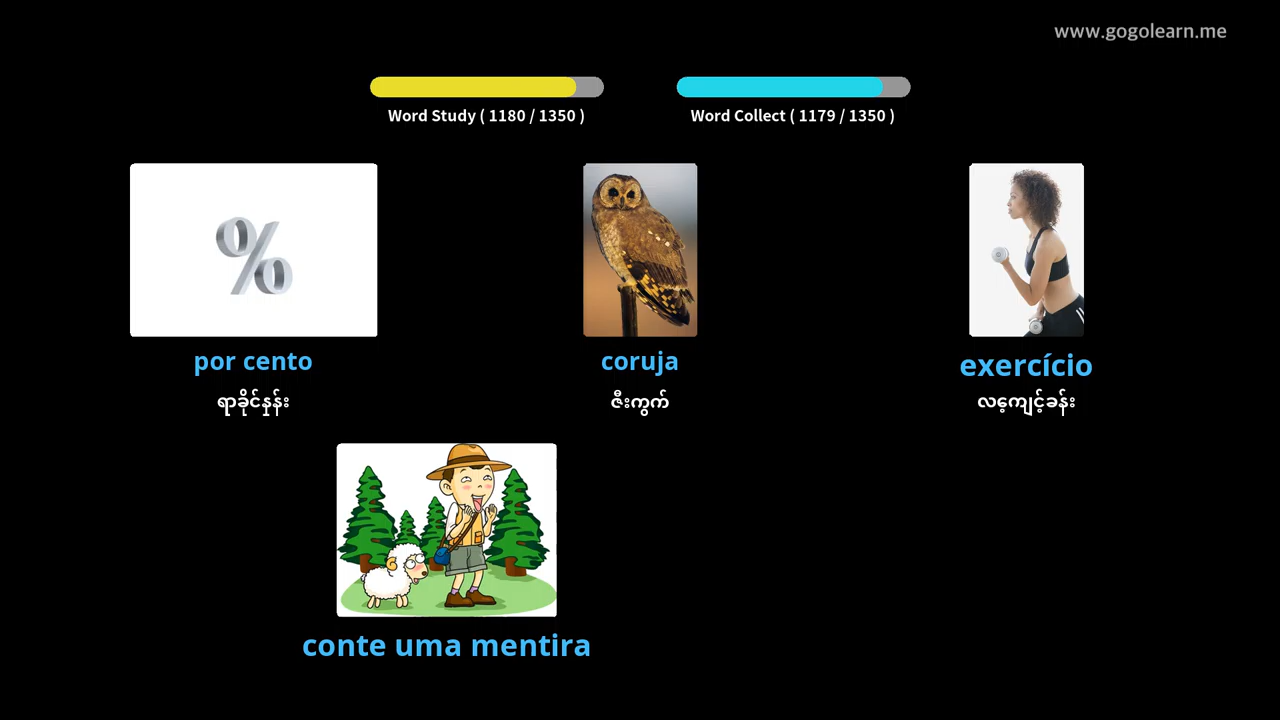 www.gogolearn.me
Word Study ( 1180 / 1350 )
Word Collect ( 1179 / 1350 )
%
por cento
coruja
exercício
ရာခိုင်နှုန်း
ဇီးကွက်
လေ့ကျင့်ခန်း
conte uma mentira